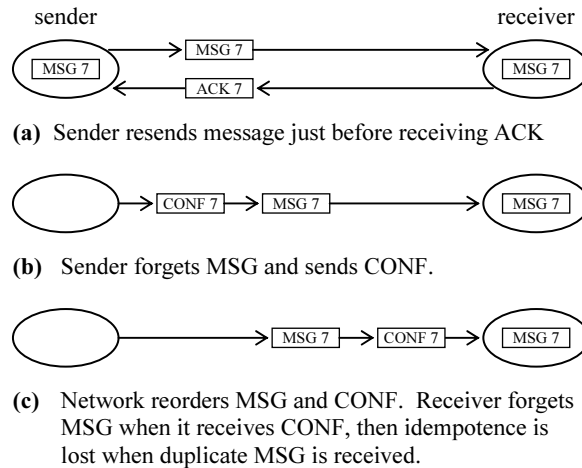 sender receiver
MSG 7
MSG 7 MSG 7
ACK 7
(a) Sender resends message just before receiving ACK
CONF 7 MSG 7 MSG 7
(b) Sender forgets MSG and sends CONF.
MSG 7 CONF 7 MSG 7
(c) Network reorders MSG and CONF. Receiver forgets
MSG when it receives CONF, then idempotence is
lost when duplicate MSG is received.